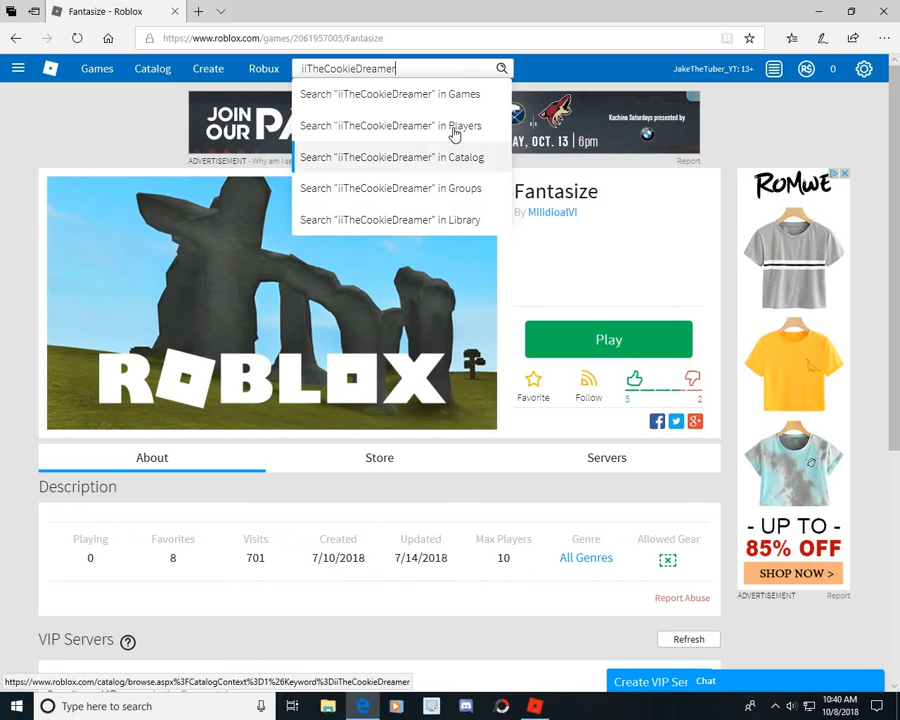 Fantasize - Roblox
https://www.roblox.com/games/2061957005/Fantasize
Games
Catalog
Create
Robux
iiTheCookieDreamer
JakeTheTuber_YT: 13+
0
Search "iiTheCookieDreamer" in Games
Search "iiTheCookieDreamer" in Players
Search "iiTheCookieDreamer" in Catalog
Search "iiTheCookieDreamer" in Groups
Search "iiTheCookieDreamer" in Library
JOIN
OUR
Kachina Saturdays presented by
OCT. 13 | 6pm
ADVERTISEMENT - Why am I
Report
ROBLOX
Fantasize
Play
Favorite
Follow
5
2
ROMWE
- UP TO -
85% OFF
SHOP NOW >
ADVERTISEMENT
Report
About
Store
Servers
Description
Playing
Favorites
Visits
Created
Updated
Max Players
Genre
Allowed Gear
0
8
701
7/10/2018
7/14/2018
10
All Genres
Report Abuse
VIP Servers
Refresh
https://www.roblox.com/catalog/browse.aspx%3FCatalogContext%3D1%26Keyword%3DiiTheCookieDreamer
Create VIP Ser
Chat
Type here to search
10:40 AM
10/8/2018